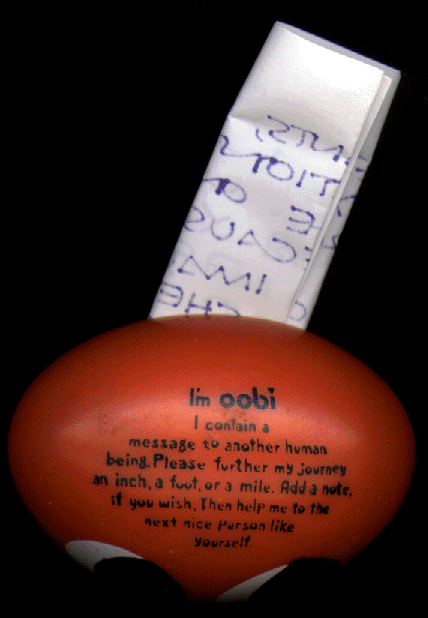 I'm oobi
I contain a
message to another human
being. Please further my journey
an inch, a foot, or a mile. Add a note,
if you wish. Then help me to the
next nice person like
yourself.